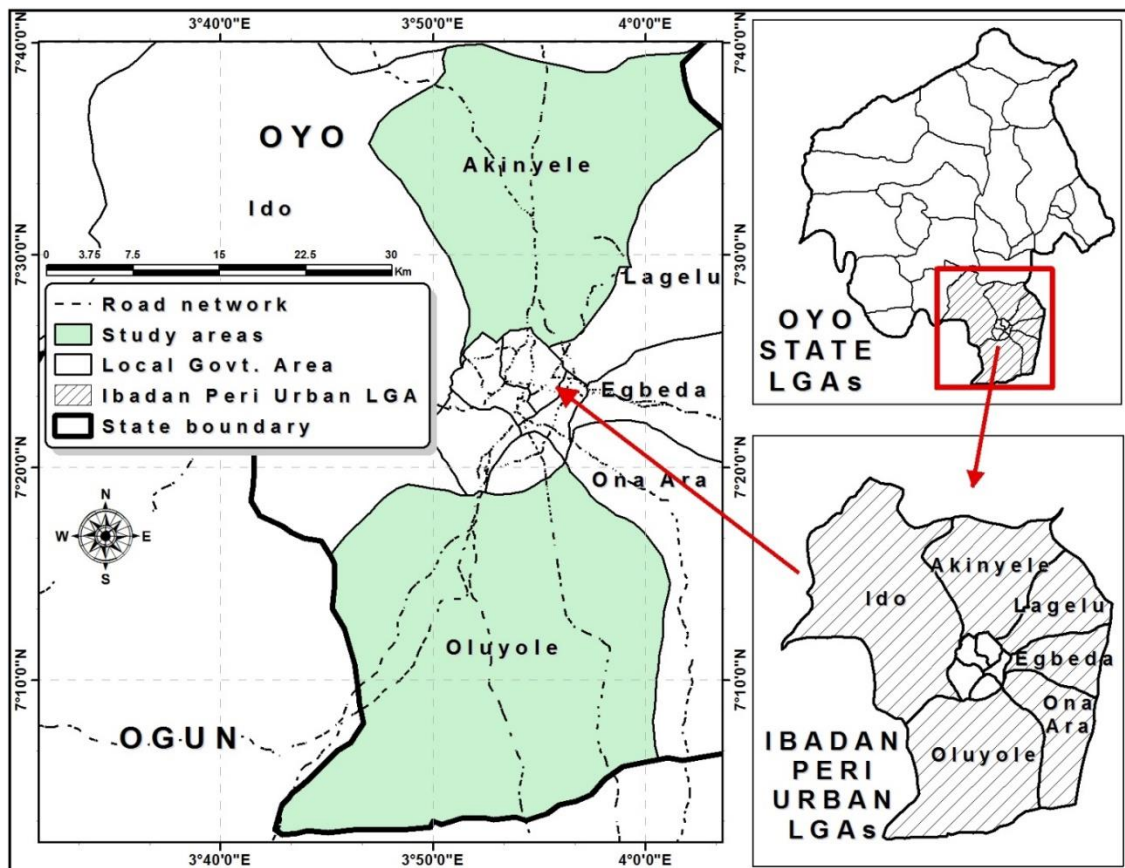 3°40'0"E 3°50'0"E 4°0'0"E
7°40'0"N
7°30'0"N
7°20'0"N
7°10'0"N
7°40'0"N
7°30'0"N
7°20'0"N
7°10'0"N
OYO
Akinyele
Ido
0 3.75 7.5 15 22.5 30
Km
Lagelu
Road network
Study areas
Local Govt. Area
Ibadan Peri Urban LGA
State boundary
Egbeda
Ona Ara
N
W E
S
Oluyole
OGUN
3°40'0"E 3°50'0"E 4°0'0"E
OYO
STATE
LGAs
Akinyele
Ido
Lagelu
Egbeda
Ona
Ara
Oluyole
IBADAN
PERI
URBAN
LGAs